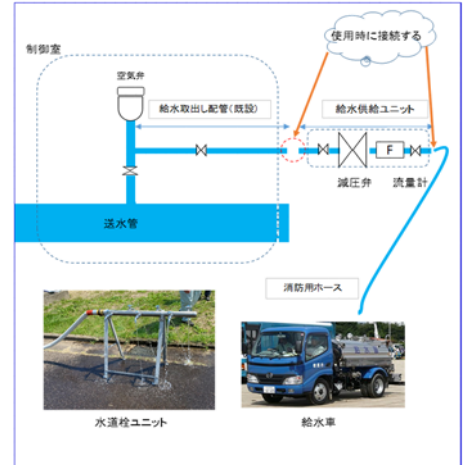 使用時に接続する
制御室
空気弁
給水取出し配管(既設)
給水供給ユニット
F
減圧弁
流量計
送水管
消防用ホース
水道栓ユニット
給水車